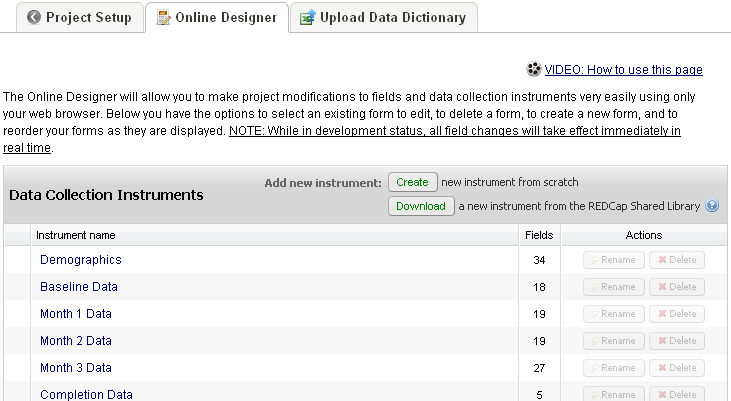 Project Setup Online Designer Upload Data Dictionary
VIDEO: How to use this page
The Online Designer will allow you to make project modifications to fields and data collection instruments very easily using only
your web browser. Below you have the options to select an existing form to edit, to delete a form, to create a new form, and to
reorder your forms as they are displayed. NOTE: While in development status, all field changes will take effect immediately in
real time.
Data Collection Instruments
Add new instrument: Create new instrument from scratch
Download a new instrument from the REDCap Shared Library ?
Instrument name Fields Actions
Demographics 34 Rename Delete
Baseline Data 18 Rename Delete
Month 1 Data 19 Rename Delete
Month 2 Data 19 Rename Delete
Month 3 Data 27 Rename Delete
Completion Data 5 Rename Delete